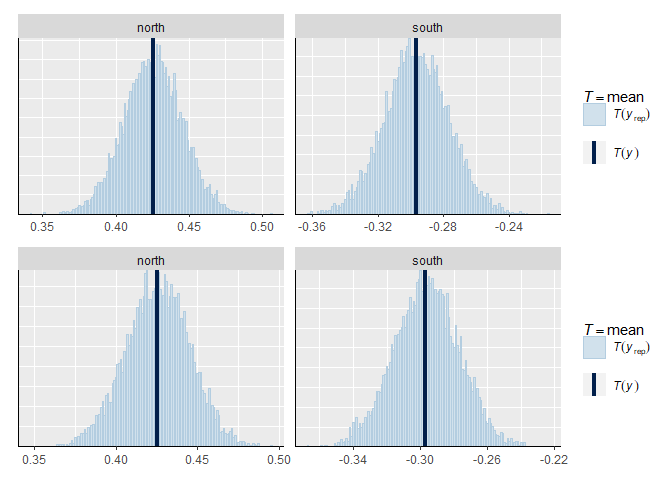 north south
0.35 0.40 0.45 0.50 -0.36 -0.32 -0.28 -0.24
T = mean
T(yrep)
T(y)
north south
0.35 0.40 0.45 0.50 -0.34 -0.30 -0.26 -0.22
T = mean
T(yrep)
T(y)